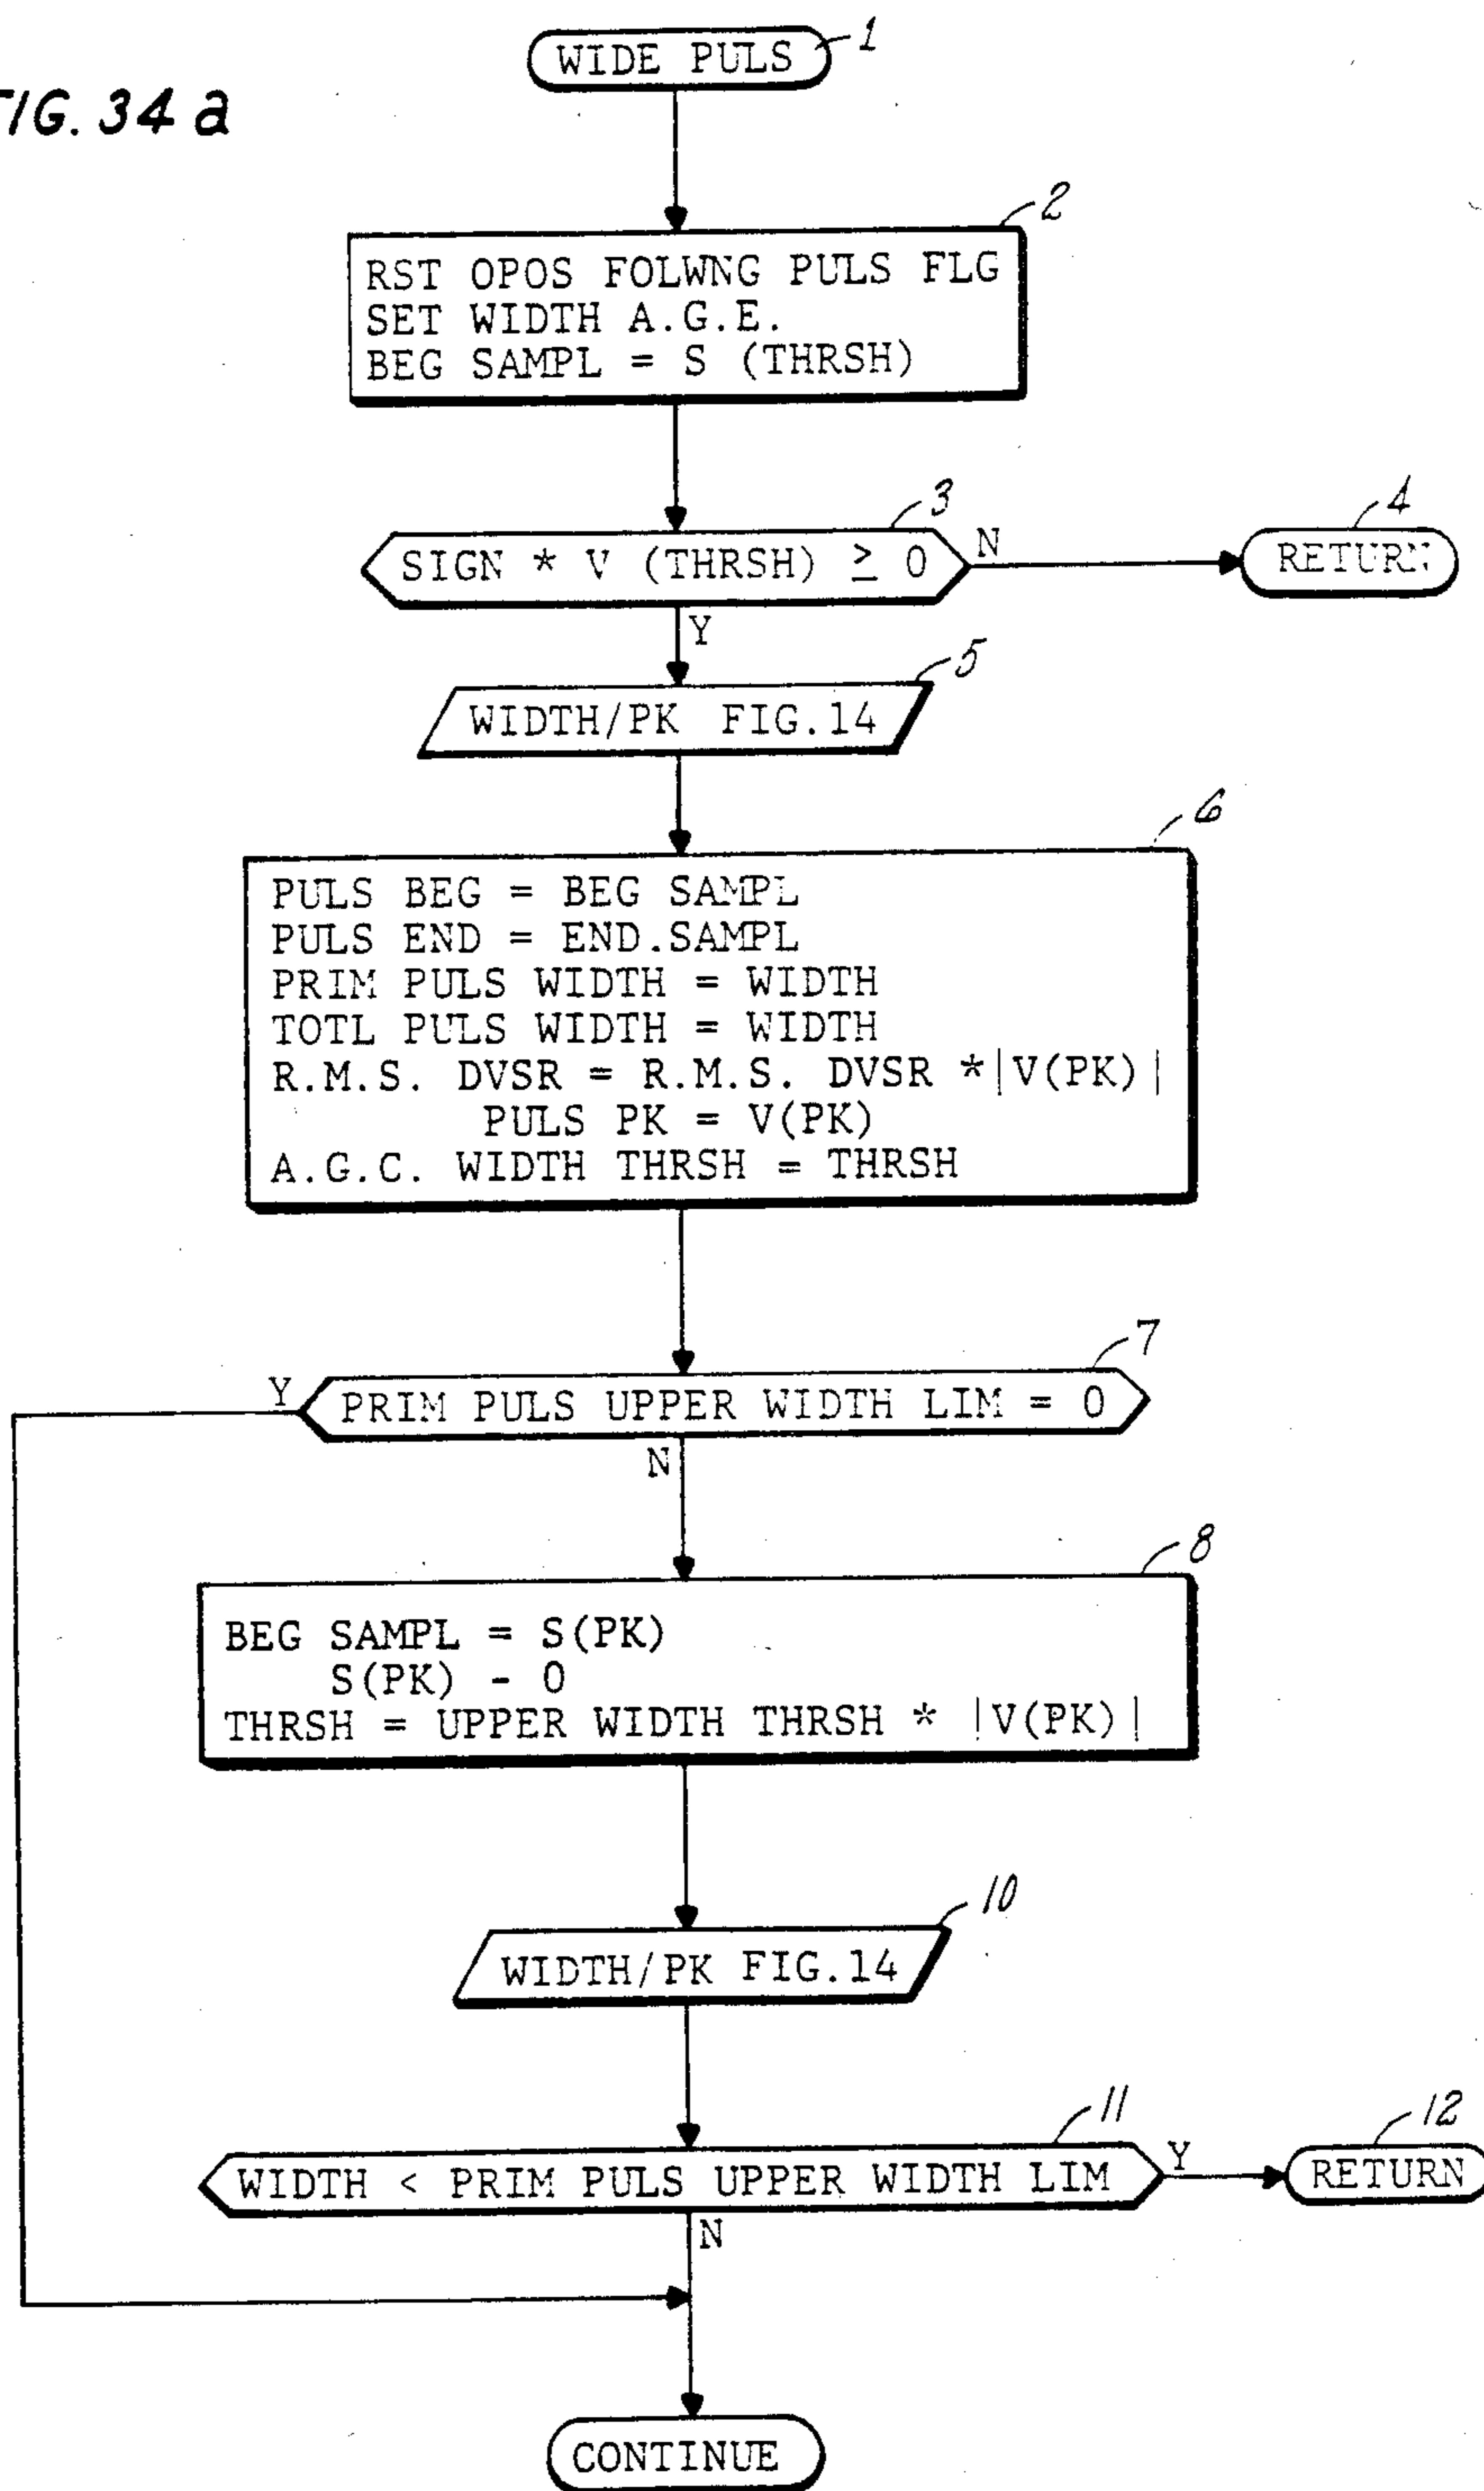 FIG. 34 a
WIDE PULS
1
2
RST OPOS FOLWNG PULS FLG
SET WIDTH A.G.E.
BEG SAMPL = S (THRSH)
3
SIGN * V (THRSH) ≥ 0
N
4
RETURN
Y
5
WIDTH/PK FIG.14
6
PULS BEG = BEG SAMPL
PULS END = END.SAMPL
PRIM PULS WIDTH = WIDTH
TOTL PULS WIDTH = WIDTH
R.M.S. DVSR = R.M.S. DVSR *|V(PK)|
PULS PK = V(PK)
A.G.C. WIDTH THRSH = THRSH
7
Y
PRIM PULS UPPER WIDTH LIM = 0
N
8
BEG SAMPL = S(PK)
S(PK) - 0
THRSH = UPPER WIDTH THRSH * |V(PK)|
10
WIDTH/PK FIG.14
11
WIDTH < PRIM PULS UPPER WIDTH LIM
Y
12
RETURN
N
CONTINUE